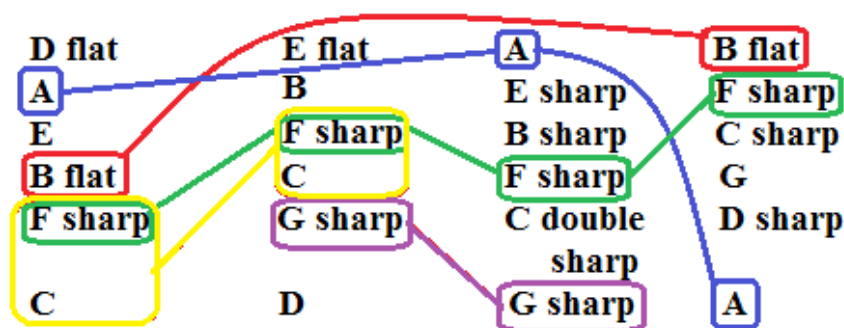 D flat E flat A B flat
A B E sharp F sharp
E F sharp B sharp C sharp
B flat C F sharp G
F sharp G sharp C double D sharp
sharp
C D G sharp A